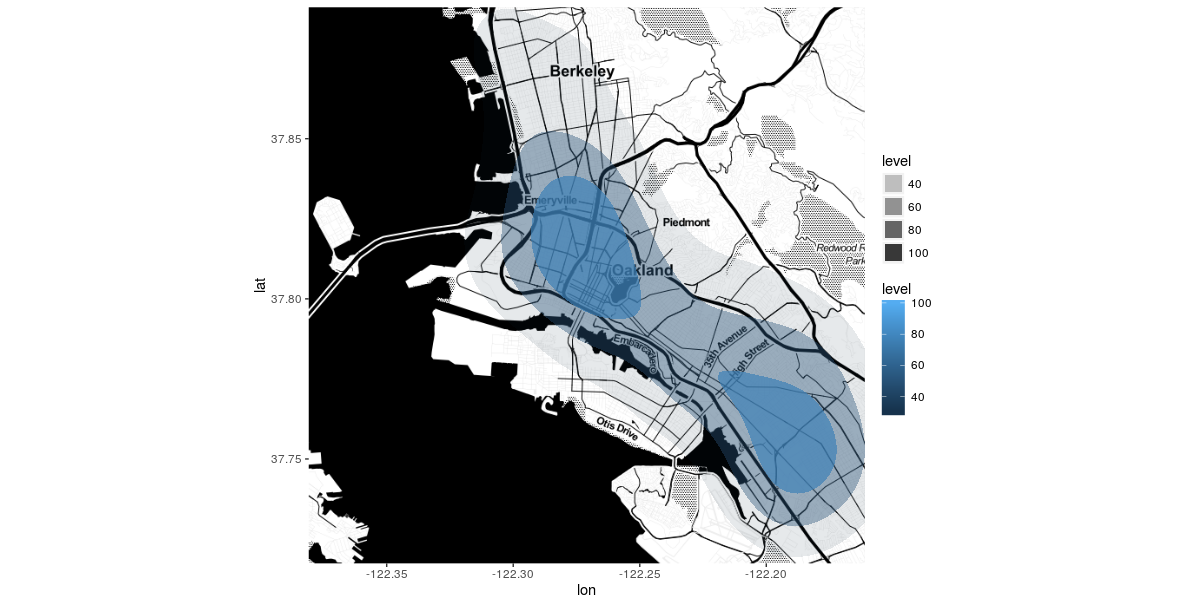 Berkeley
37.85
level
40
Emeryville
60
Piedmont
80
Redwood R
100
Park
Oakland
lat
level
37.80
100
80
Embarcadero
35th Avenue
High Street
60
40
Otis Drive
37.75
-122.35
-122.30
-122.25
-122.20
lon